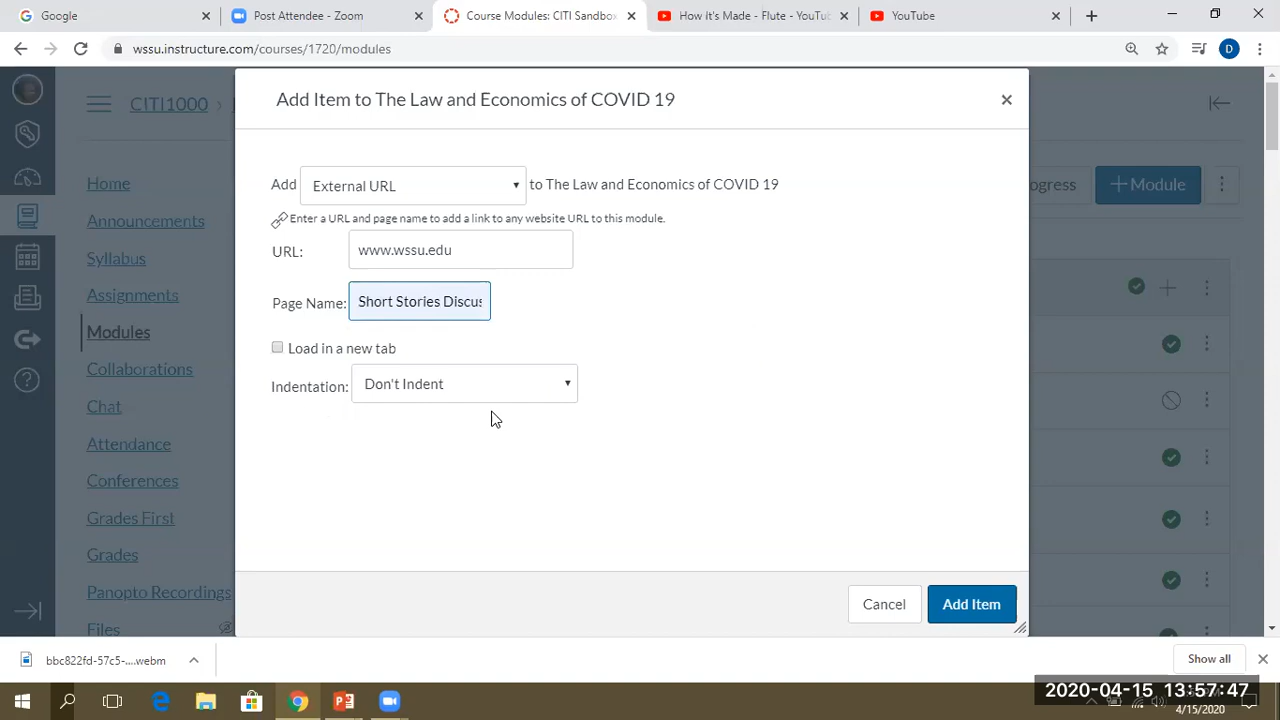 Google
Post Attendee - Zoom
Course Modules: CITI Sandbox
How It's Made - Flute - YouTu
YouTube
wssu.instructure.com/courses/1720/modules
D
Add Item to The Law and Economics of COVID 19
CITI1000
Add External URL to The Law and Economics of COVID 19
Enter a URL and page name to add a link to any website URL to this module.
URL: www.wssu.edu
Page Name: Short Stories Discus
Load in a new tab
Indentation: Don't Indent
Cancel
Add Item
Home
Announcements
Syllabus
Assignments
Modules
Collaborations
Chat
Attendance
Conferences
Grades First
Grades
Panopto Recordings
Files
ogress
+ Module
bbc822fd-57c5-....webm
Show all
2020-04-15 13:57:47
4/15/2020